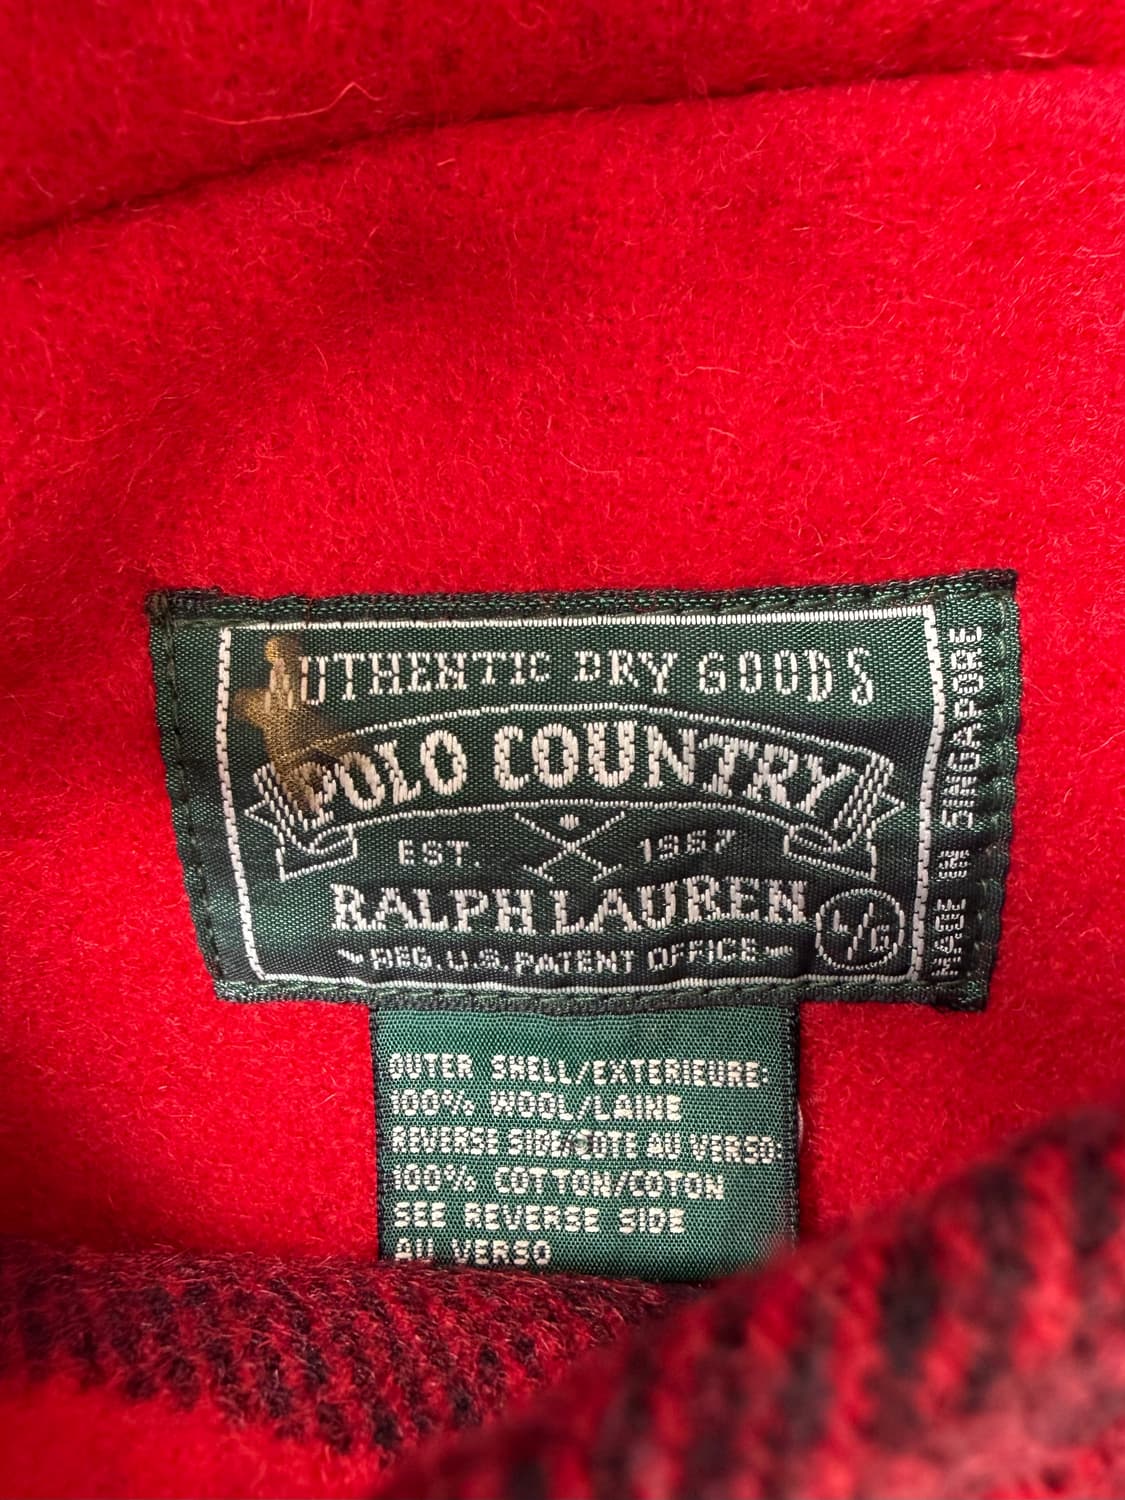 AUTHENTIC DRY GOODS
POLO COUNTRY
EST. 1967
RALPH LAUREN
REG. U.S. PATENT OFFICE
L/G
MADE IN SINGAPORE
OUTER SHELL/EXTERIEURE:
100% WOOL/LAINE
REVERSE SIDE/COTE AU VERSO:
100% COTTON/COTON
SEE REVERSE SIDE
AU VERSO